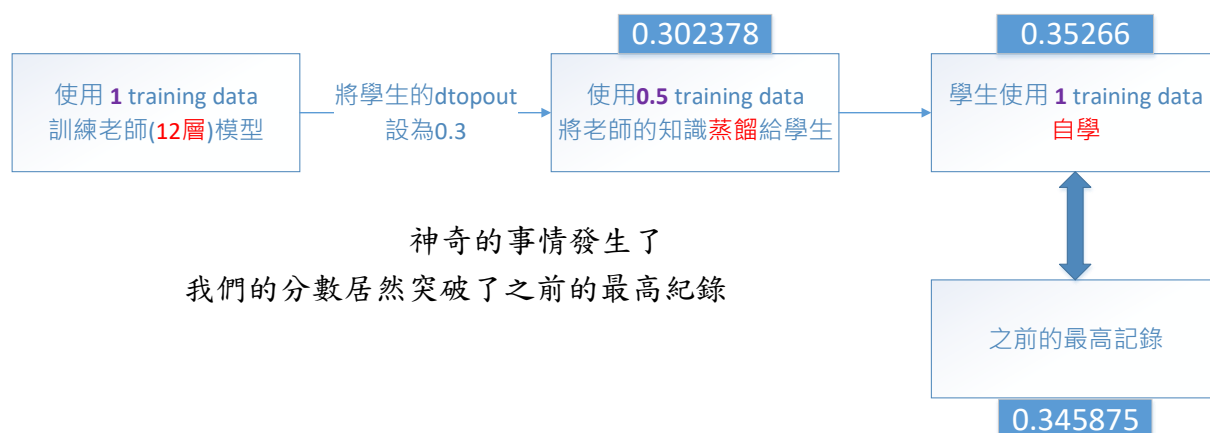 0.302378
0.35266
使用 1 training data
訓練老師(12層)模型
將學生的dtopout
設為0.3
使用0.5 training data
將老師的知識蒸餾給學生
學生使用 1 training data
自學
神奇的事情發生了
我們的分數居然突破了之前的最高紀錄
之前的最高記錄
0.345875